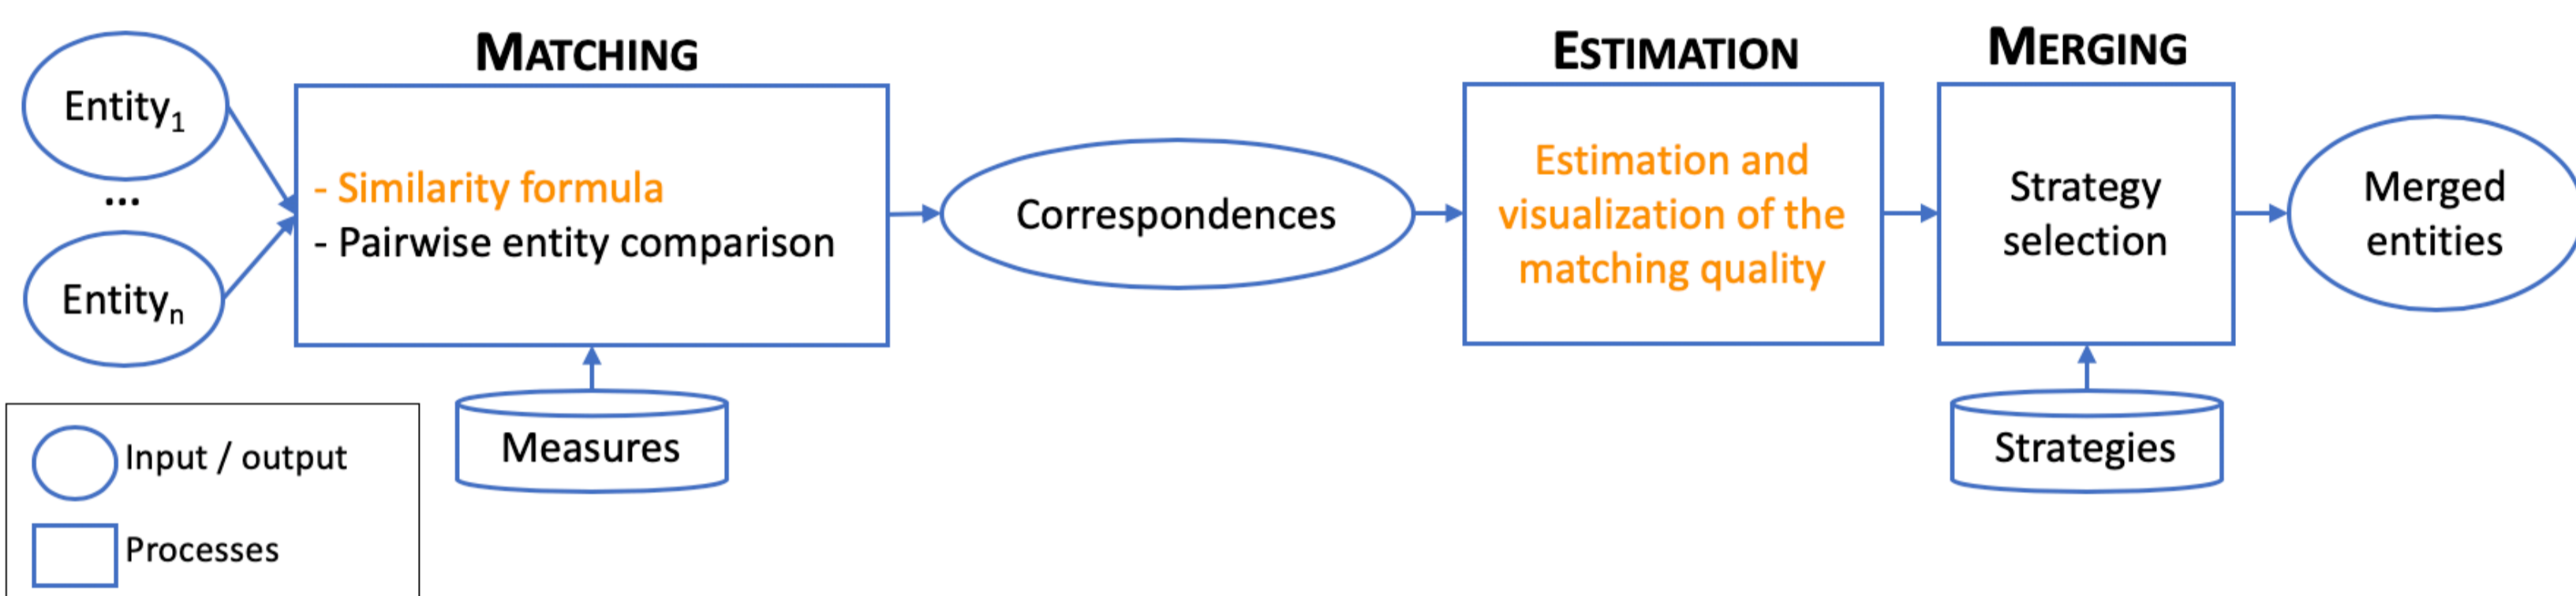 MATCHING
ESTIMATION
MERGING
Entity1
...
Entityn
- Similarity formula
- Pairwise entity comparison
Correspondences
Estimation and
visualization of the
matching quality
Strategy
selection
Merged
entities
Measures
Strategies
Input / output
Processes